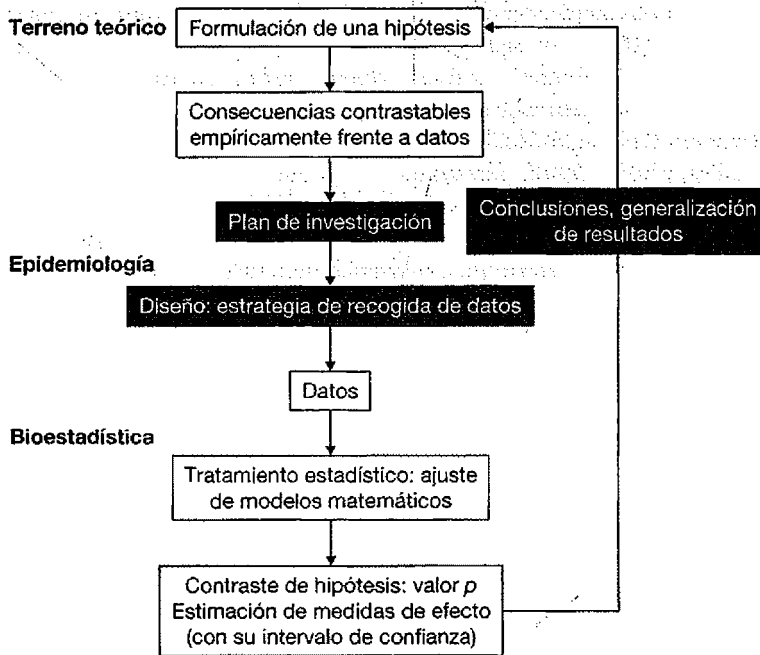 Terreno teórico
Formulación de una hipótesis
Consecuencias contrastables
empíricamente frente a datos
Plan de investigación
Conclusiones, generalización
de resultados
Epidemiología
Diseño: estrategia de recogida de datos
Datos
Bioestadística
Tratamiento estadístico: ajuste
de modelos matemáticos
Contraste de hipótesis: valor p
Estimación de medidas de efecto
(con su intervalo de confianza)